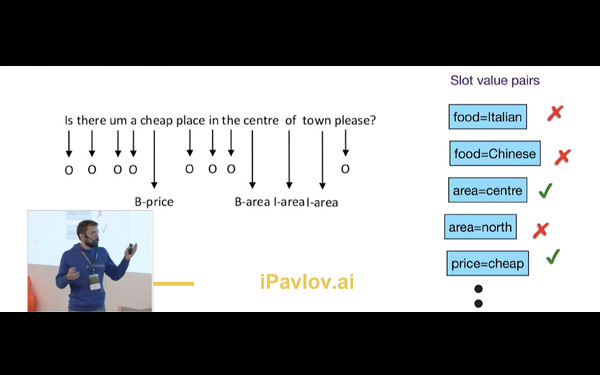 Slot value pairs
Is there um a cheap place in the centre of town please?
O O O O O O O O
B-price B-area I-area I-area
food=Italian
food=Chinese
area=centre
area=north
price=cheap
iPavlov.ai